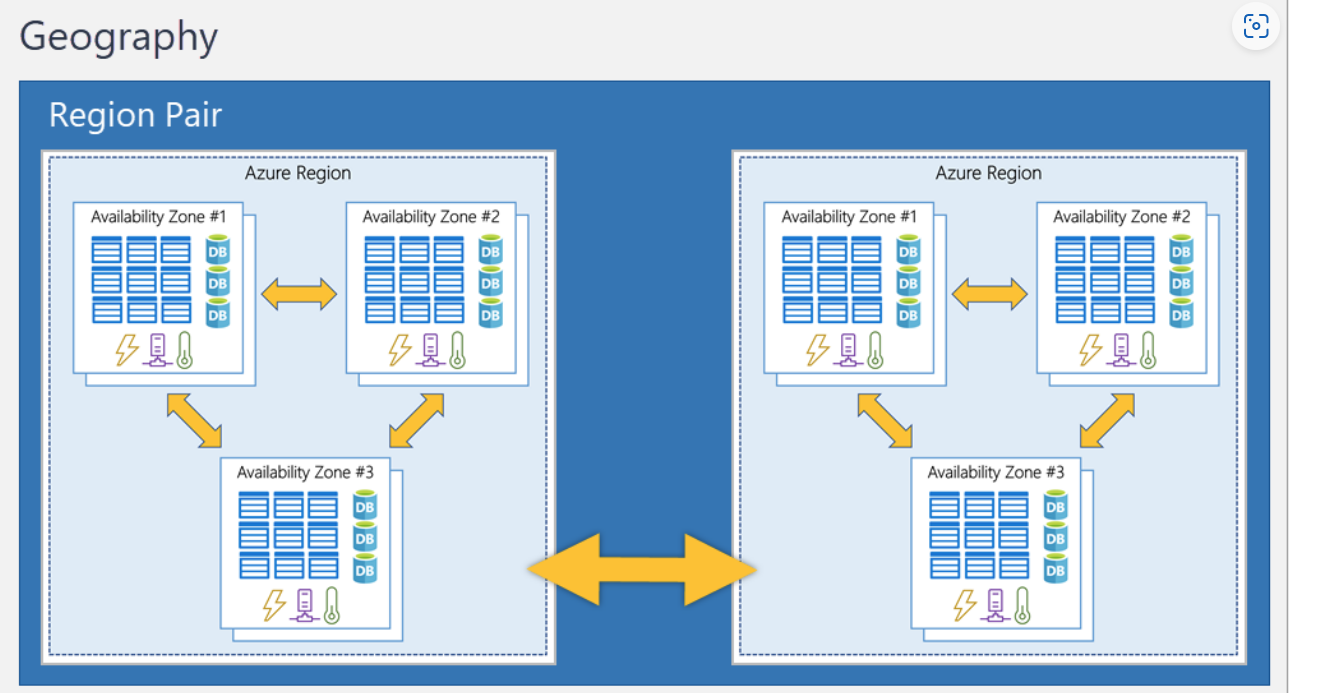 Geography
Region Pair
Azure Region
Availability Zone #1
DB
DB
DB
Availability Zone #2
DB
DB
DB
Availability Zone #3
DB
DB
DB
Azure Region
Availability Zone #1
DB
DB
DB
Availability Zone #2
DB
DB
DB
Availability Zone #3
DB
DB
DB